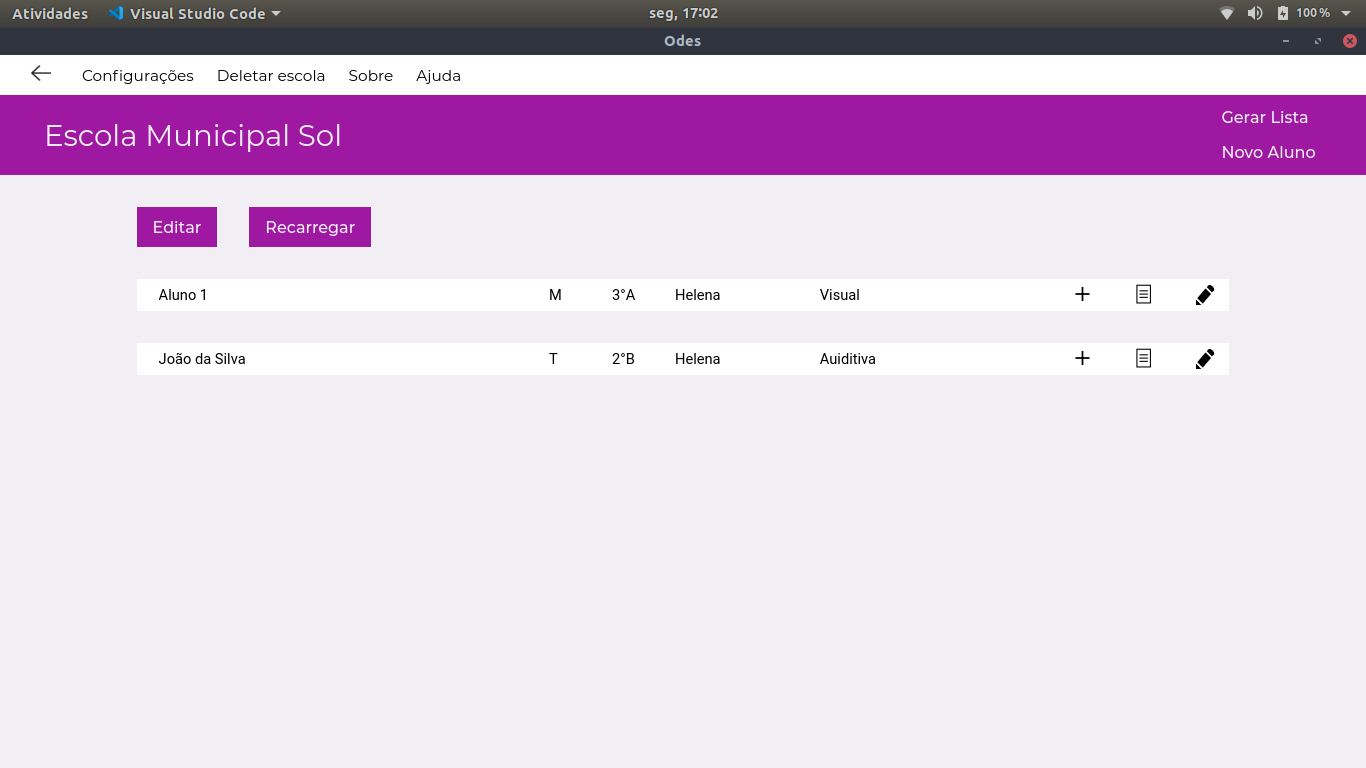 Atividades Visual Studio Code seg, 17:02 100 %
Odes
Configurações Deletar escola Sobre Ajuda
Escola Municipal Sol
Gerar Lista
Novo Aluno
Editar Recarregar
Aluno 1 M 3°A Helena Visual
João da Silva T 2°B Helena Auiditiva